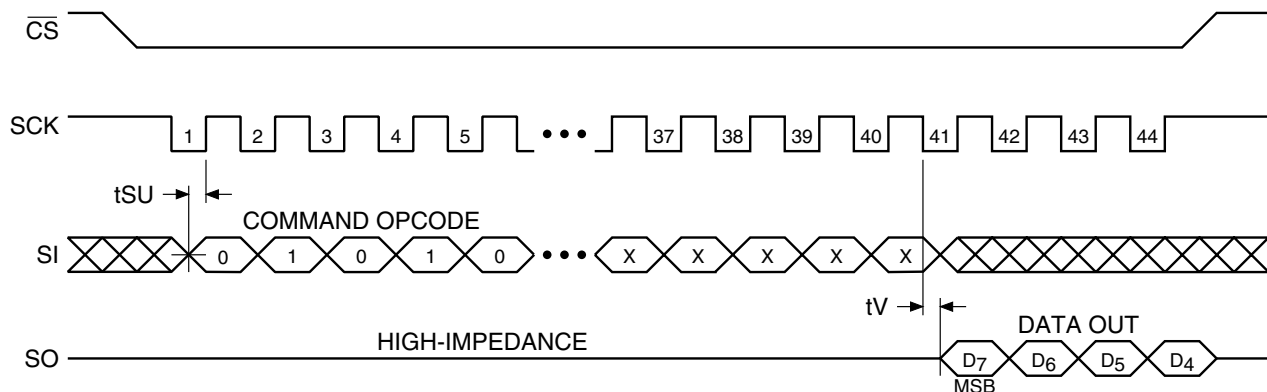 CS
SCK 1 2 3 4 5 ••• 37 38 39 40 41 42 43 44
tSU
COMMAND OPCODE
SI 0 1 0 1 0 ••• X X X X X
tV
HIGH-IMPEDANCE
DATA OUT
SO D7 D6 D5 D4
MSB